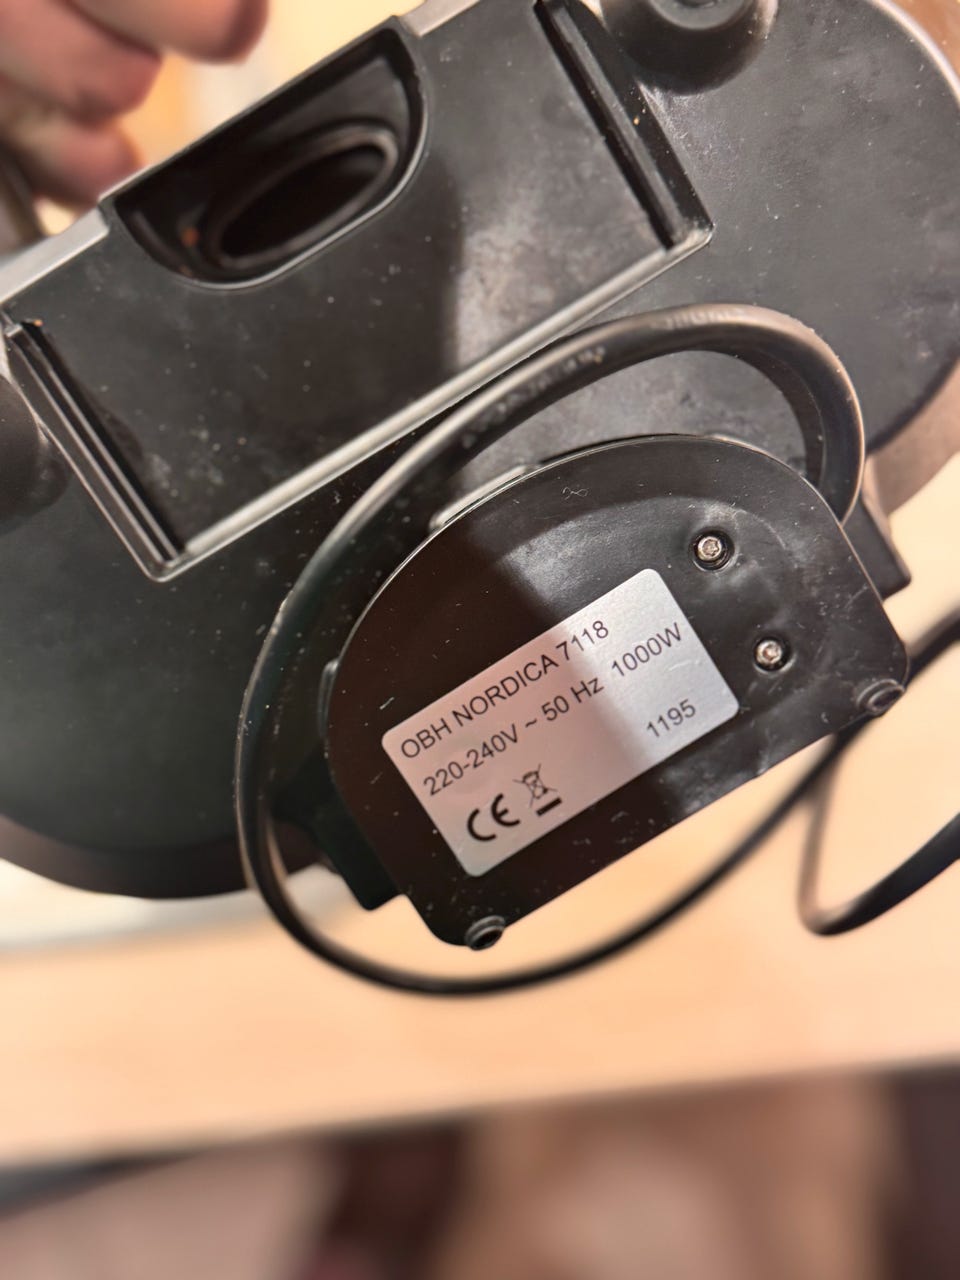 OBH NORDICA 7118
220-240V ~ 50 Hz 1000W
1195
CE